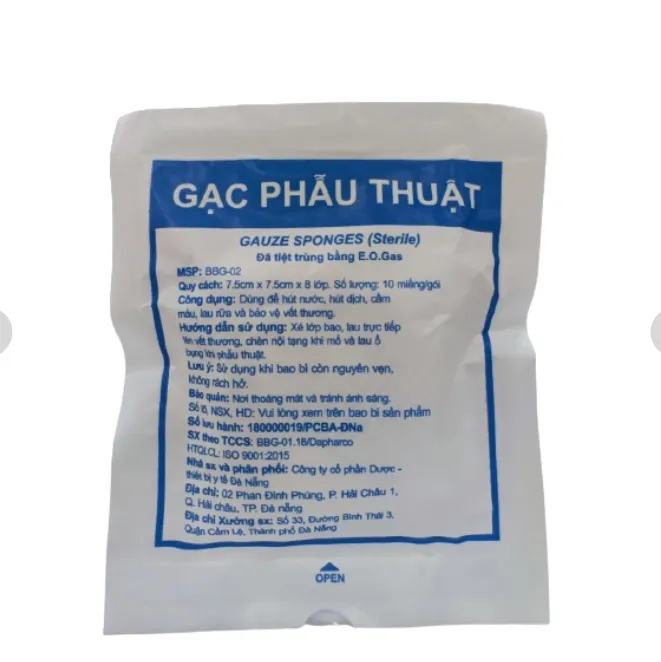 GẠC PHẪU THUẬT
GAUZE SPONGES (Sterile)
Đã tiệt trùng bằng E.O.Gas
MSP: BBG-02
Quy cách: 7.5cm x 7.5cm x 8 lớp. Số lượng: 10 miếng/gói
Công dụng: Dùng để hút nước, hút dịch, cầm
máu, lau rữa và bảo vệ vết thương.
Hướng dẫn sử dụng: Xé lớp bao, lau trực tiếp
lên vết thương, chèn nội tạng khi mổ và lau ổ
bụng khi phẫu thuật.
Lưu ý: Sử dụng khi bao bì còn nguyên vẹn,
không rách hở.
Bảo quản: Nơi thoáng mát và tránh ánh sáng.
Số lô, NSX, HD: Vui lòng xem trên bao bì sản phẩm
Số lưu hành: 180000019/PCBA-ĐNa
SX theo TCCS: BBG-01.18/Dapharco
HTQLCL: ISO 9001:2015
Nhà sx và phân phối: Công ty cổ phần Dược -
thiết bị y tế Đà Nẵng
Địa chỉ: 02 Phan Đình Phùng, P. Hải Châu 1,
Q. Hải châu, TP. Đà nẵng
Địa chỉ Xưởng sx: Số 33, Đường Bình Thái 3,
Quận Cẩm Lệ, Thành phố Đà Nẵng
OPEN